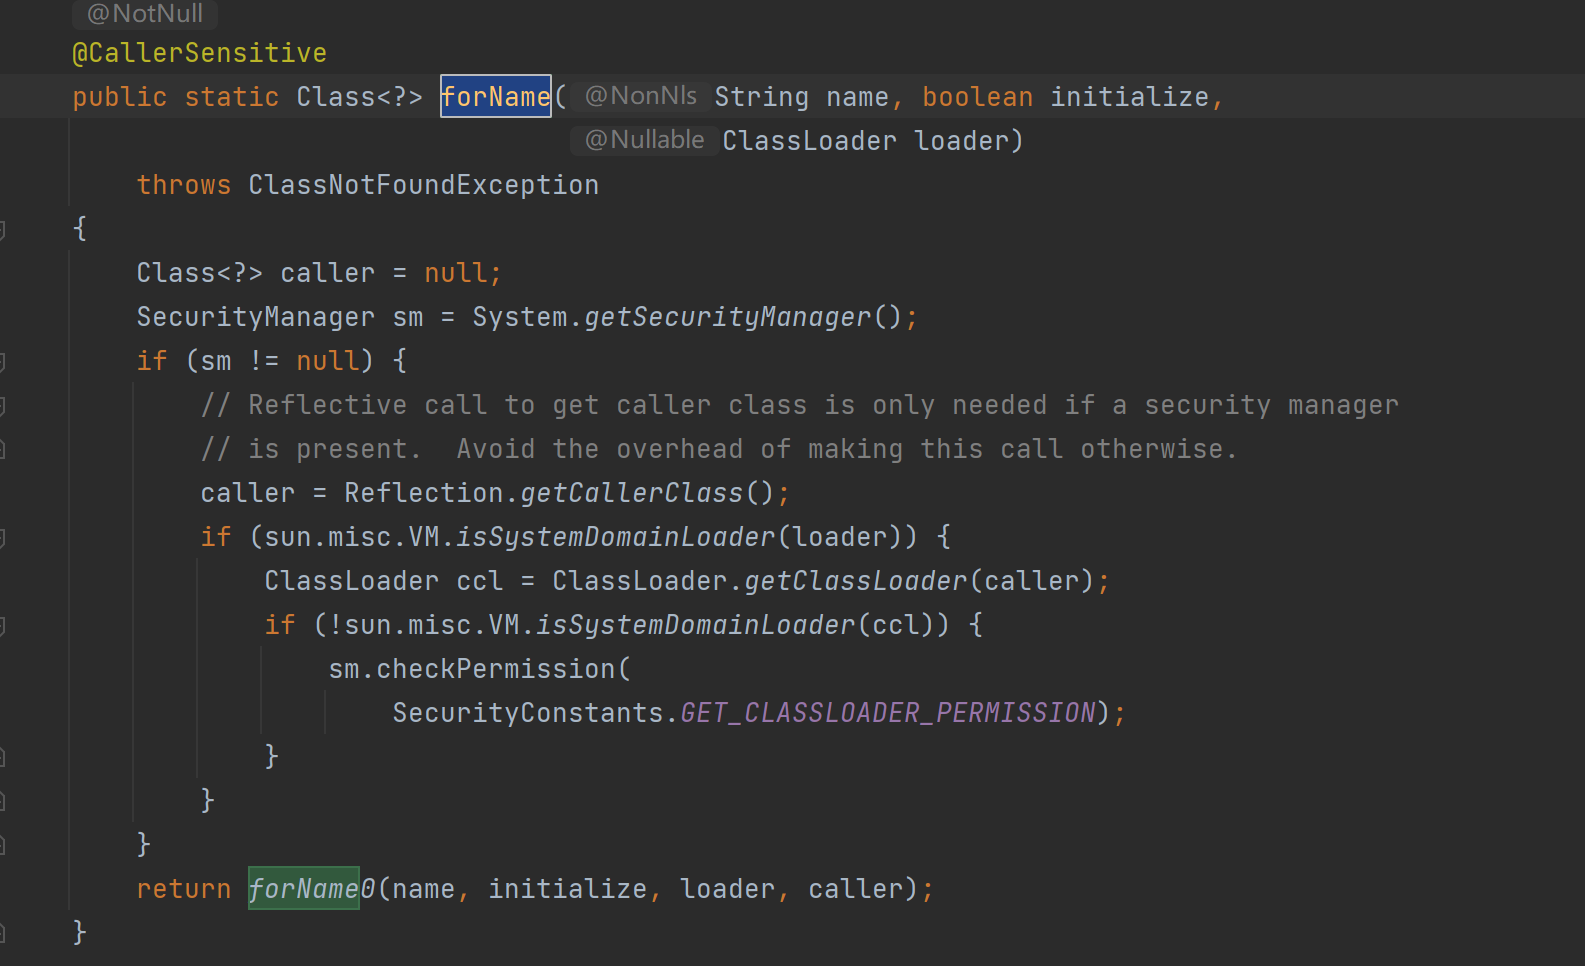 @NotNull
@CallerSensitive
public static Class<?> forName( @NonNls String name, boolean initialize,
                               @Nullable ClassLoader loader)
    throws ClassNotFoundException
{
    Class<?> caller = null;
    SecurityManager sm = System.getSecurityManager();
    if (sm != null) {
        // Reflective call to get caller class is only needed if a security manager
        // is present.  Avoid the overhead of making this call otherwise.
        caller = Reflection.getCallerClass();
        if (sun.misc.VM.isSystemDomainLoader(loader)) {
            ClassLoader ccl = ClassLoader.getClassLoader(caller);
            if (!sun.misc.VM.isSystemDomainLoader(ccl)) {
                sm.checkPermission(
                    SecurityConstants.GET_CLASSLOADER_PERMISSION);
            }
        }
    }
    return forName0(name, initialize, loader, caller);
}